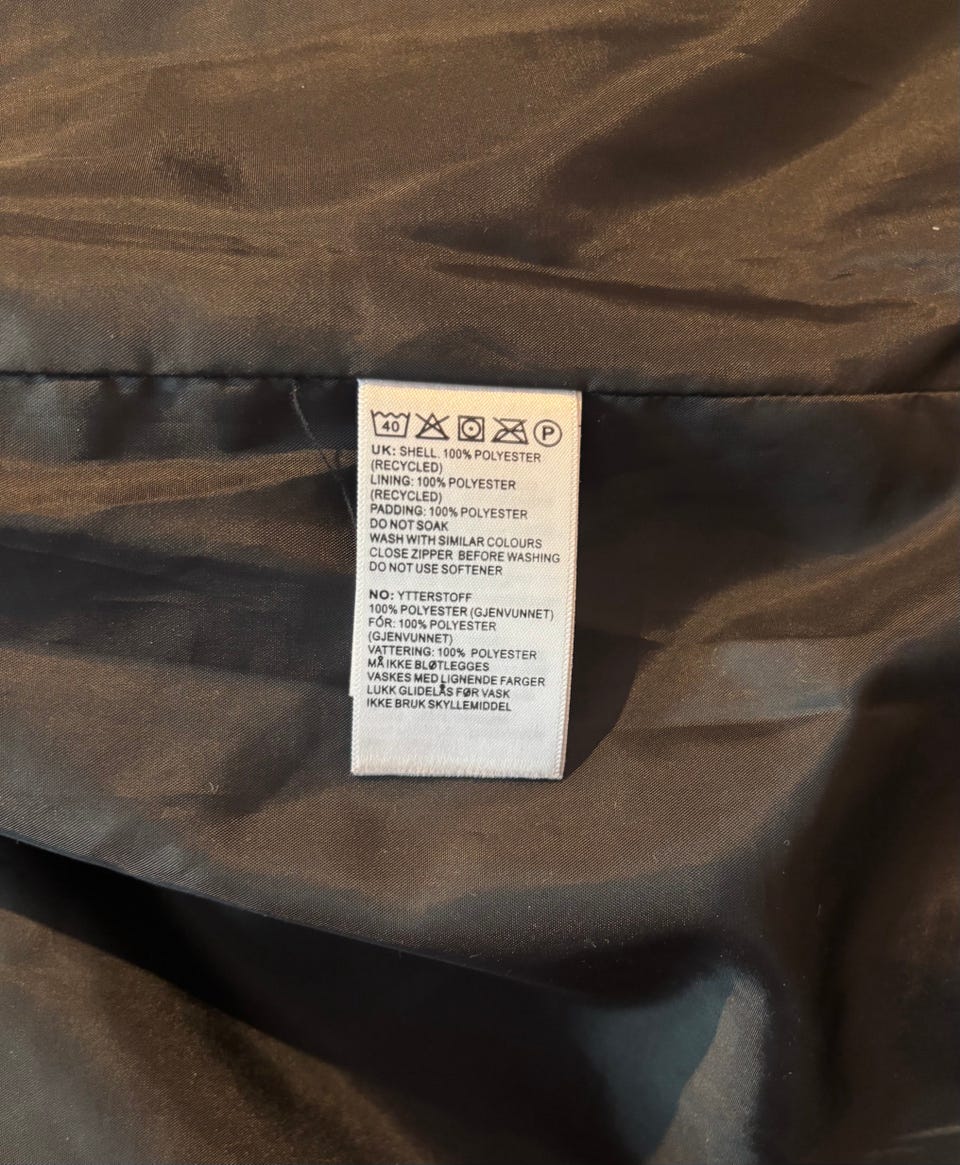 40 P
UK: SHELL. 100% POLYESTER
(RECYCLED)
LINING: 100% POLYESTER
(RECYCLED)
PADDING: 100% POLYESTER
DO NOT SOAK
WASH WITH SIMILAR COLOURS
CLOSE ZIPPER BEFORE WASHING
DO NOT USE SOFTENER
NO: YTTERSTOFF
100% POLYESTER (GJENVUNNET)
FÓR: 100% POLYESTER
(GJENVUNNET)
VATTERING: 100% POLYESTER
MÅ IKKE BLØTLEGGES
VASKES MED LIGNENDE FARGER
LUKK GLIDELÅS FØR VASK
IKKE BRUK SKYLLEMIDDEL